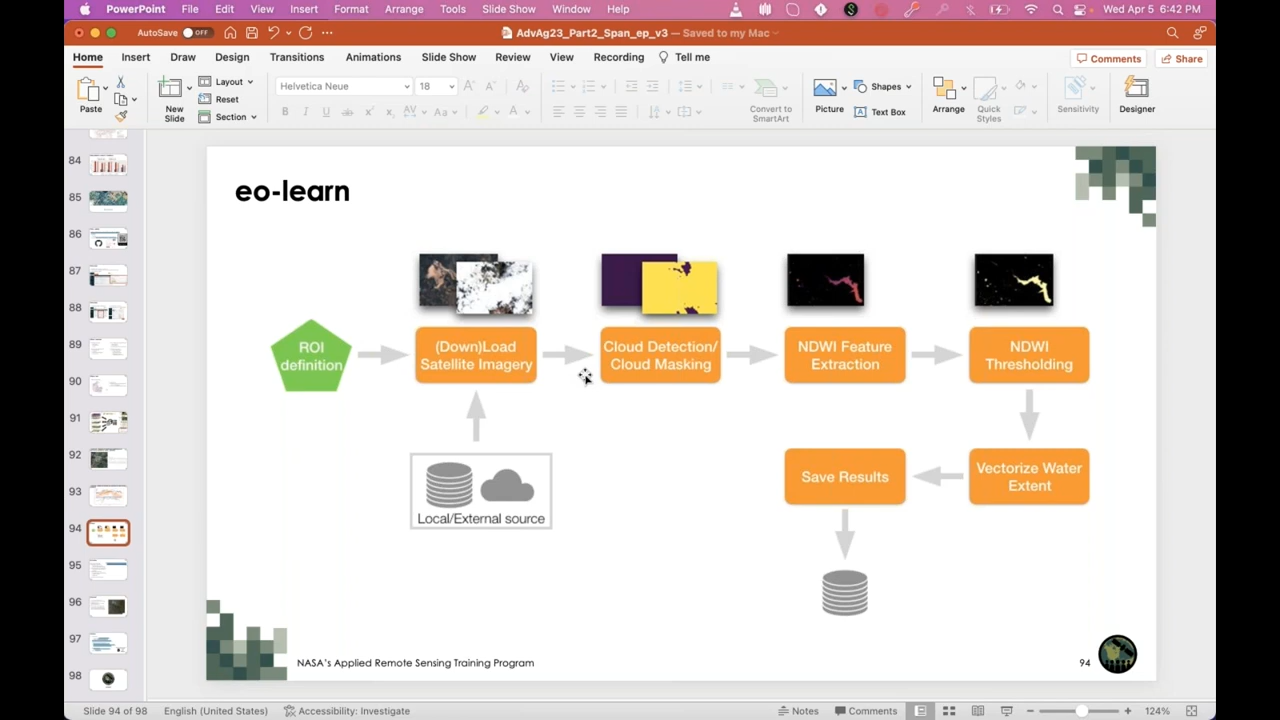 PowerPoint File Edit View Insert Format Arrange Tools Slide Show Window Help Wed Apr 5 6:42 PM
AutoSave OFF AdvAg23_Part2_Span_ep_v3 — Saved to my Mac
Home Insert Draw Design Transitions Animations Slide Show Review View Recording Tell me Comments Share
Paste
New
Slide
Layout
Reset
Section
Helvetica Neue 18
B I U ab x x AV Aa A
Convert to
SmartArt
Picture
Shapes
Text Box
Arrange
Quick
Styles
Sensitivity
Designer
84
85
86
87
88
89
90
91
92
93
94
95
96
97
98
eo-learn
ROI
definition
(Down)Load
Satellite Imagery
Cloud Detection/
Cloud Masking
NDWI Feature
Extraction
NDWI
Thresholding
Local/External source
Save Results
Vectorize Water
Extent
NASA's Applied Remote Sensing Training Program
94
Slide 94 of 98 English (United States) Accessibility: Investigate Notes Comments 124%